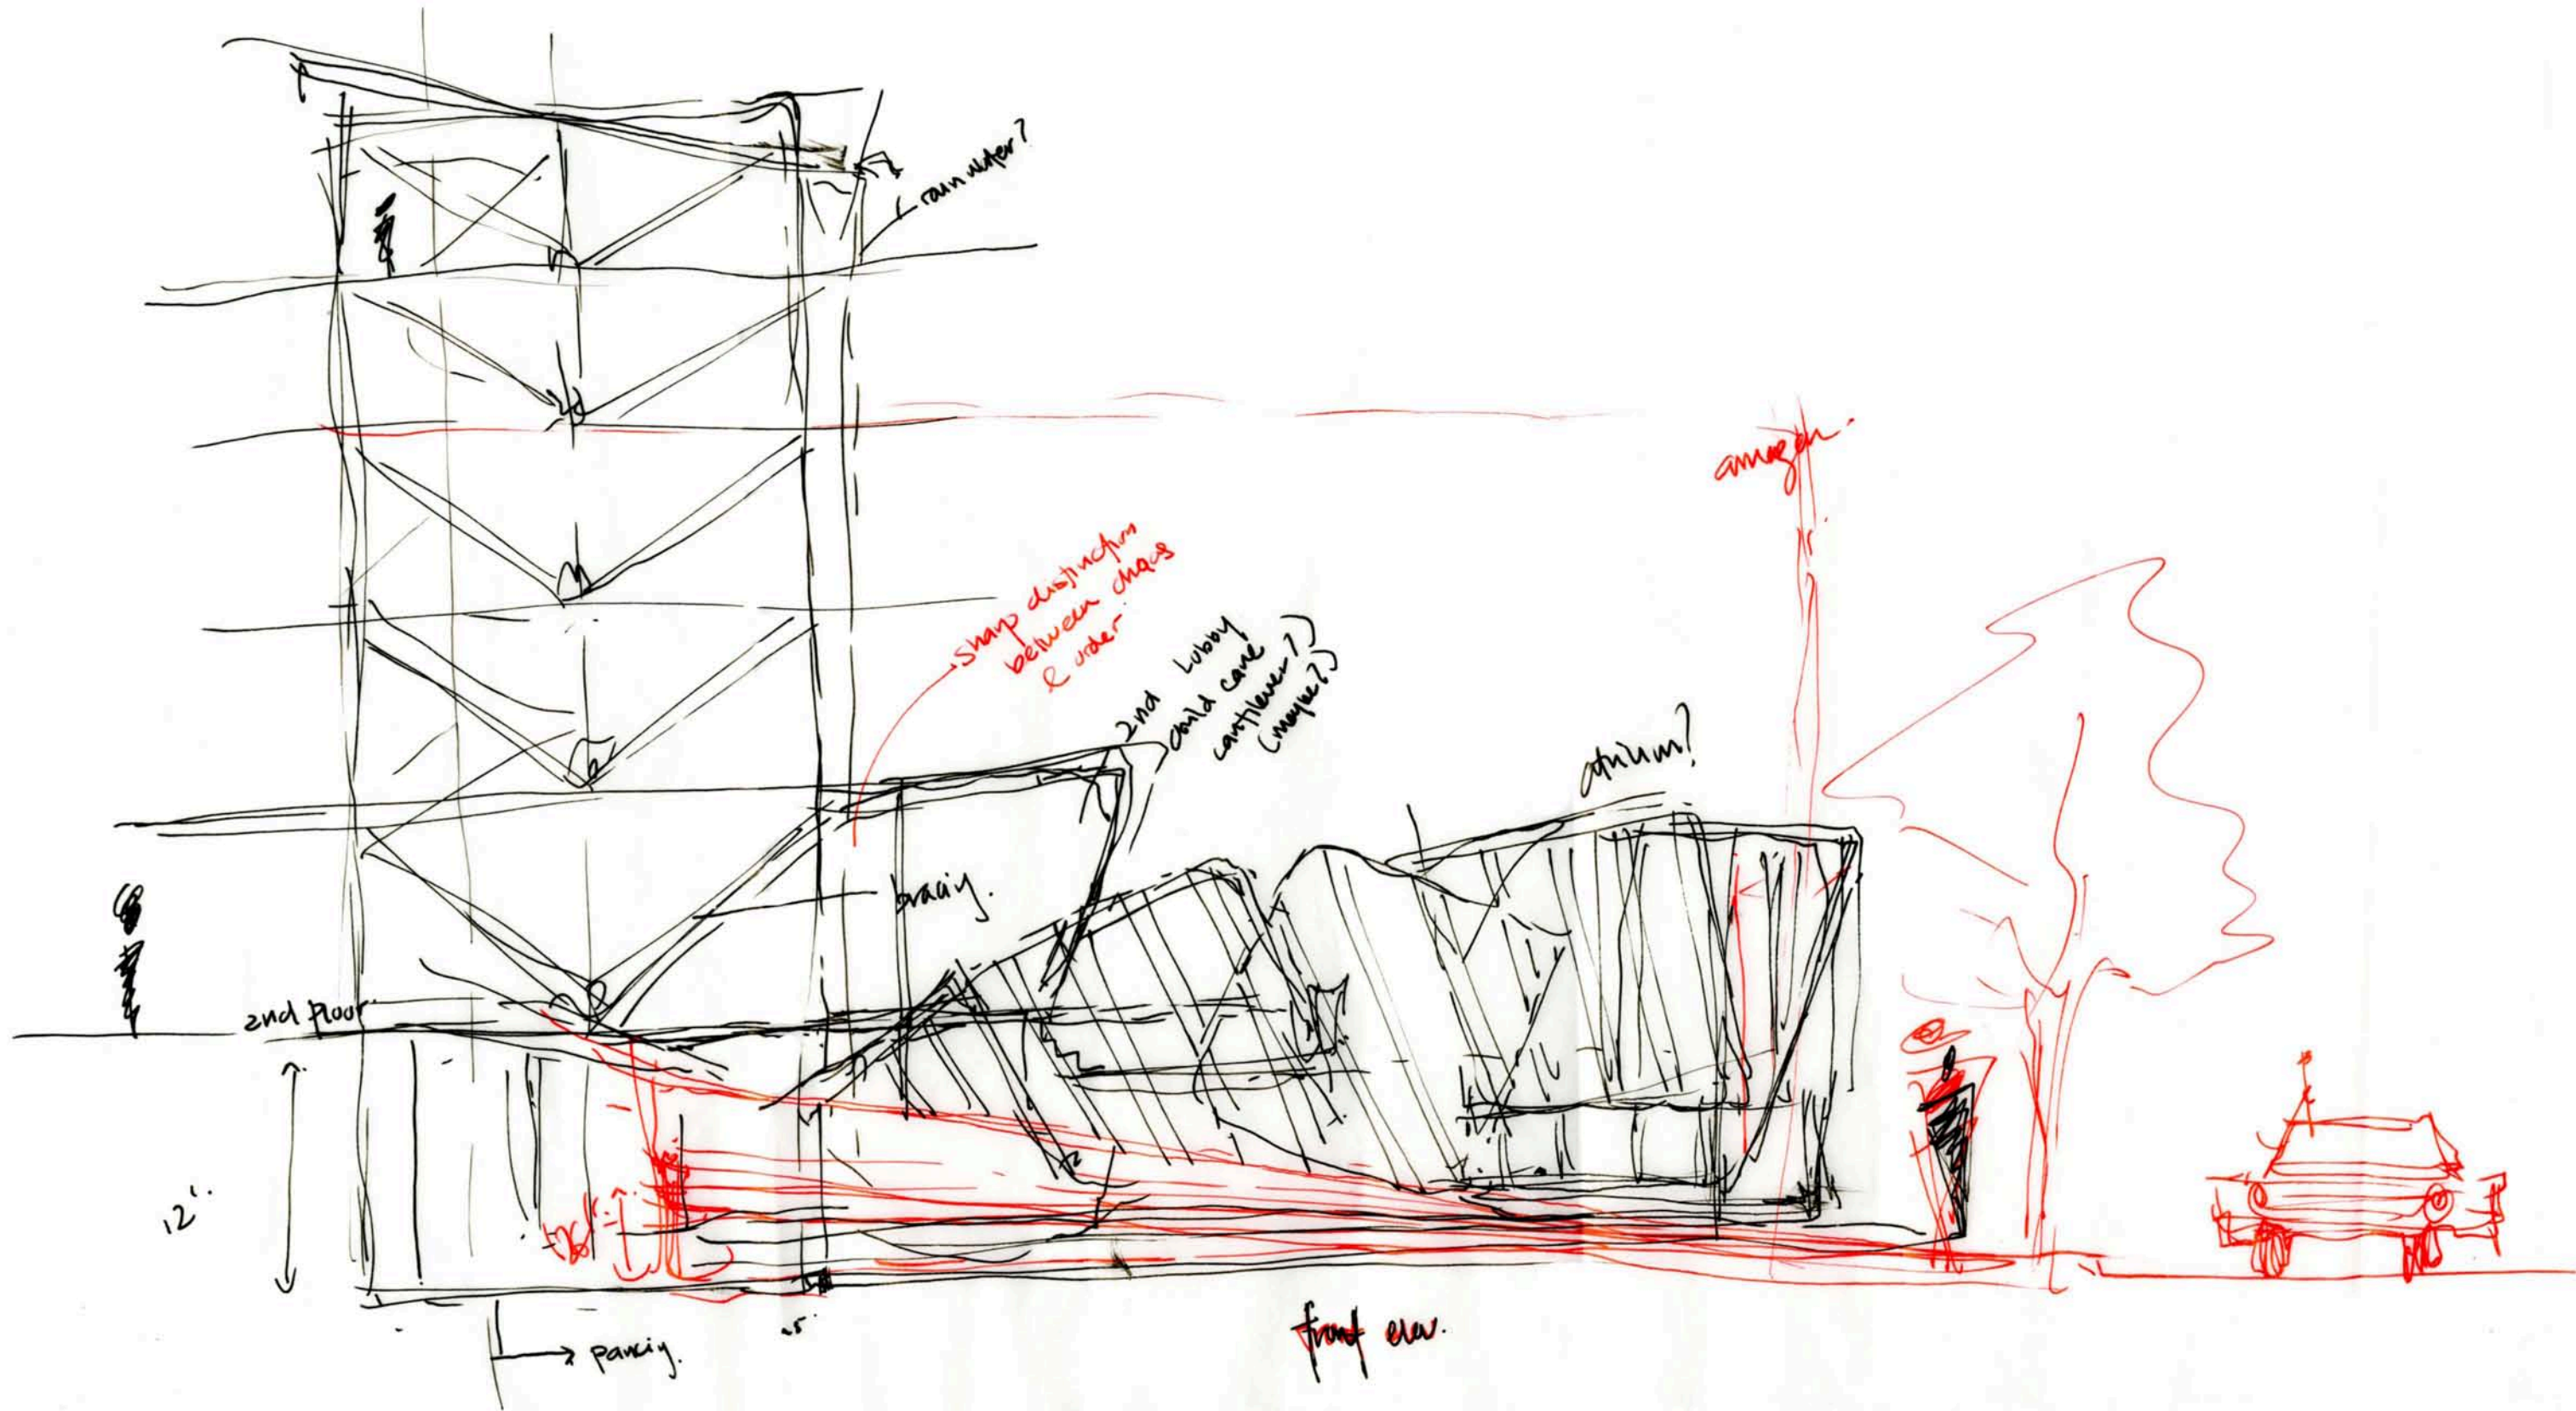 rain water?
sharp distinction
between chaos
& order
2nd Lobby
child care
cantilever?)
(maybe?)
atrium?
bracing.
2nd floor
12'.
parking.
front elev.